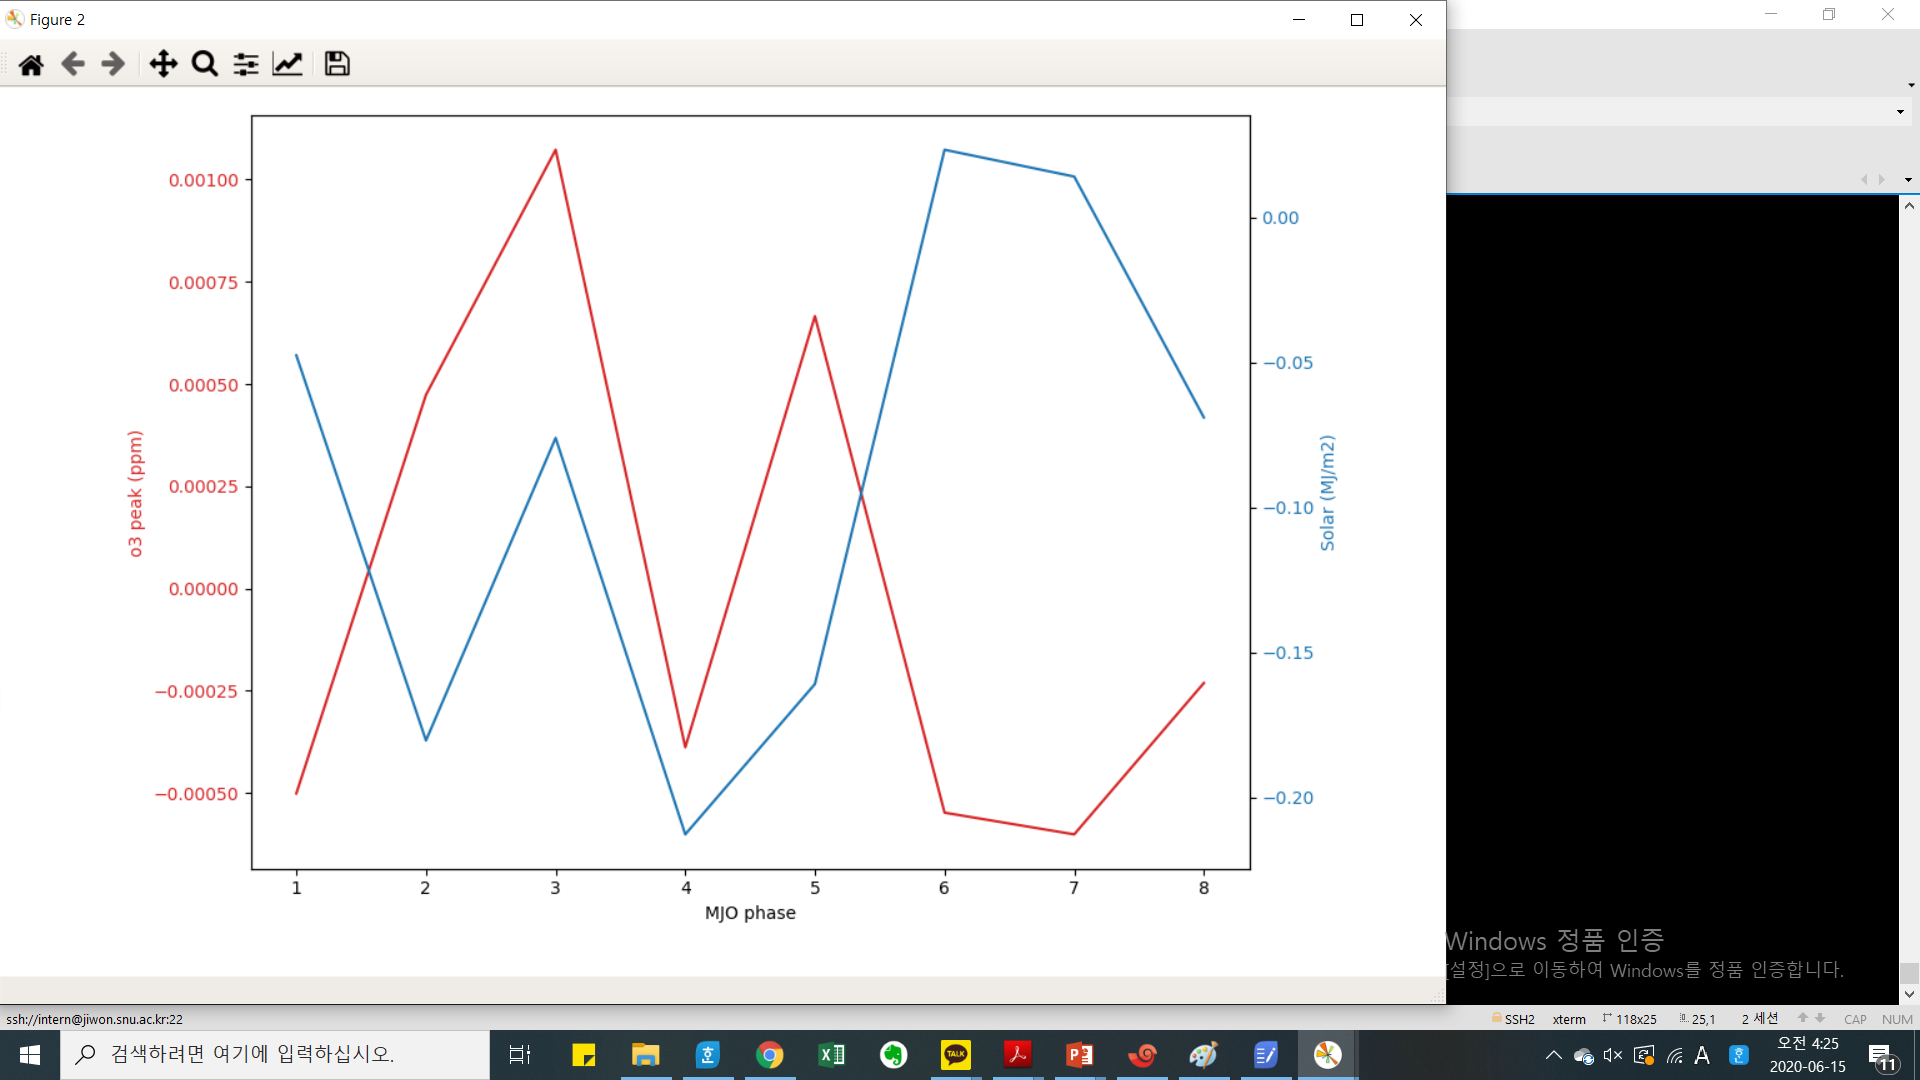 Figure 2
0.00100
0.00075
0.00050
0.00025
0.00000
−0.00025
−0.00050
o3 peak (ppm)
0.00
−0.05
−0.10
−0.15
−0.20
Solar (MJ/m2)
1 2 3 4 5 6 7 8
MJO phase
Windows 정품 인증
[설정]으로 이동하여 Windows를 정품 인증합니다.
ssh://intern@jiwon.snu.ac.kr:22
SSH2 xterm 118x25 25,1 2 세션 CAP NUM
검색하려면 여기에 입력하십시오.
TALK
A
오전 4:25
2020-06-15
11